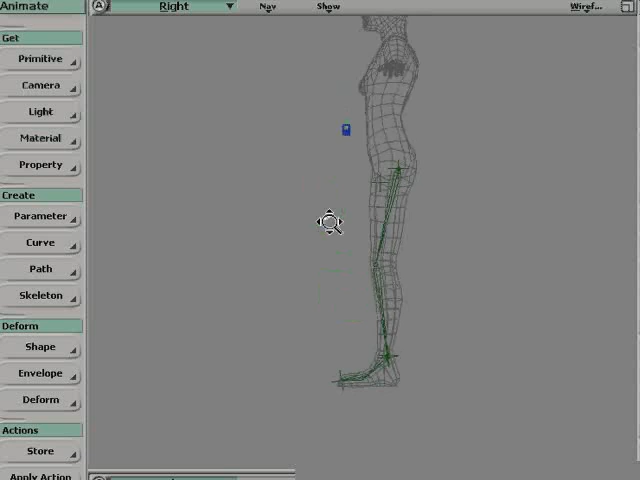 Animate
A Right Nav Show Wiref...
Get
Primitive
Camera
Light
Material
Property
Create
Parameter
Curve
Path
Skeleton
Deform
Shape
Envelope
Deform
Actions
Store
Apply Action